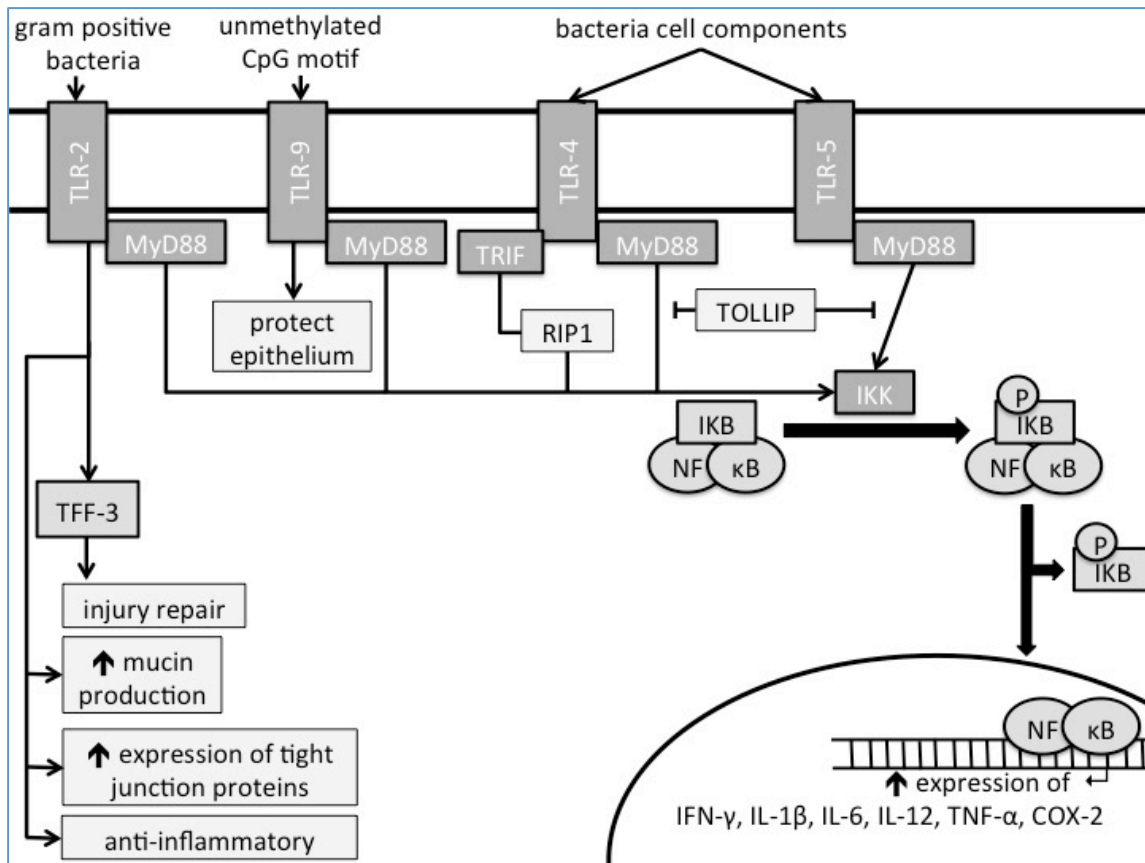 gram positive
bacteria
unmethylated
CpG motif
bacteria cell components
TLR-2
TLR-9
TLR-4
TLR-5
MyD88
MyD88
TRIF
MyD88
MyD88
protect
epithelium
RIP1
TOLLIP
IKK
IKB
NF
κB
P
IKB
NF
κB
TFF-3
P
IKB
injury repair
↑ mucin
production
↑ expression of tight
junction proteins
anti-inflammatory
NF
κB
↑ expression of
IFN-γ, IL-1β, IL-6, IL-12, TNF-α, COX-2